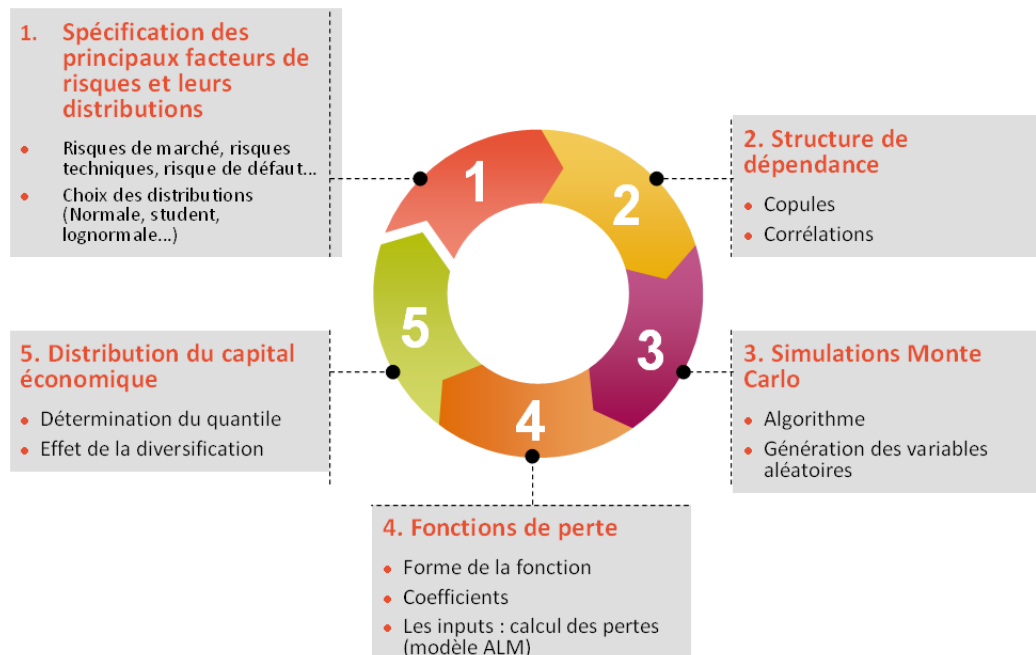 1. Spécification des
principaux facteurs de
risques et leurs
distributions
• Risques de marché, risques
techniques, risque de défaut...
• Choix des distributions
(Normale, student,
lognormale...)
1
2
3
4
5
2. Structure de
dépendance
• Copules
• Corrélations
3. Simulations Monte
Carlo
• Algorithme
• Génération des variables
aléatoires
4. Fonctions de perte
• Forme de la fonction
• Coefficients
• Les inputs : calcul des pertes
(modèle ALM)
5. Distribution du capital
économique
• Détermination du quantile
• Effet de la diversification